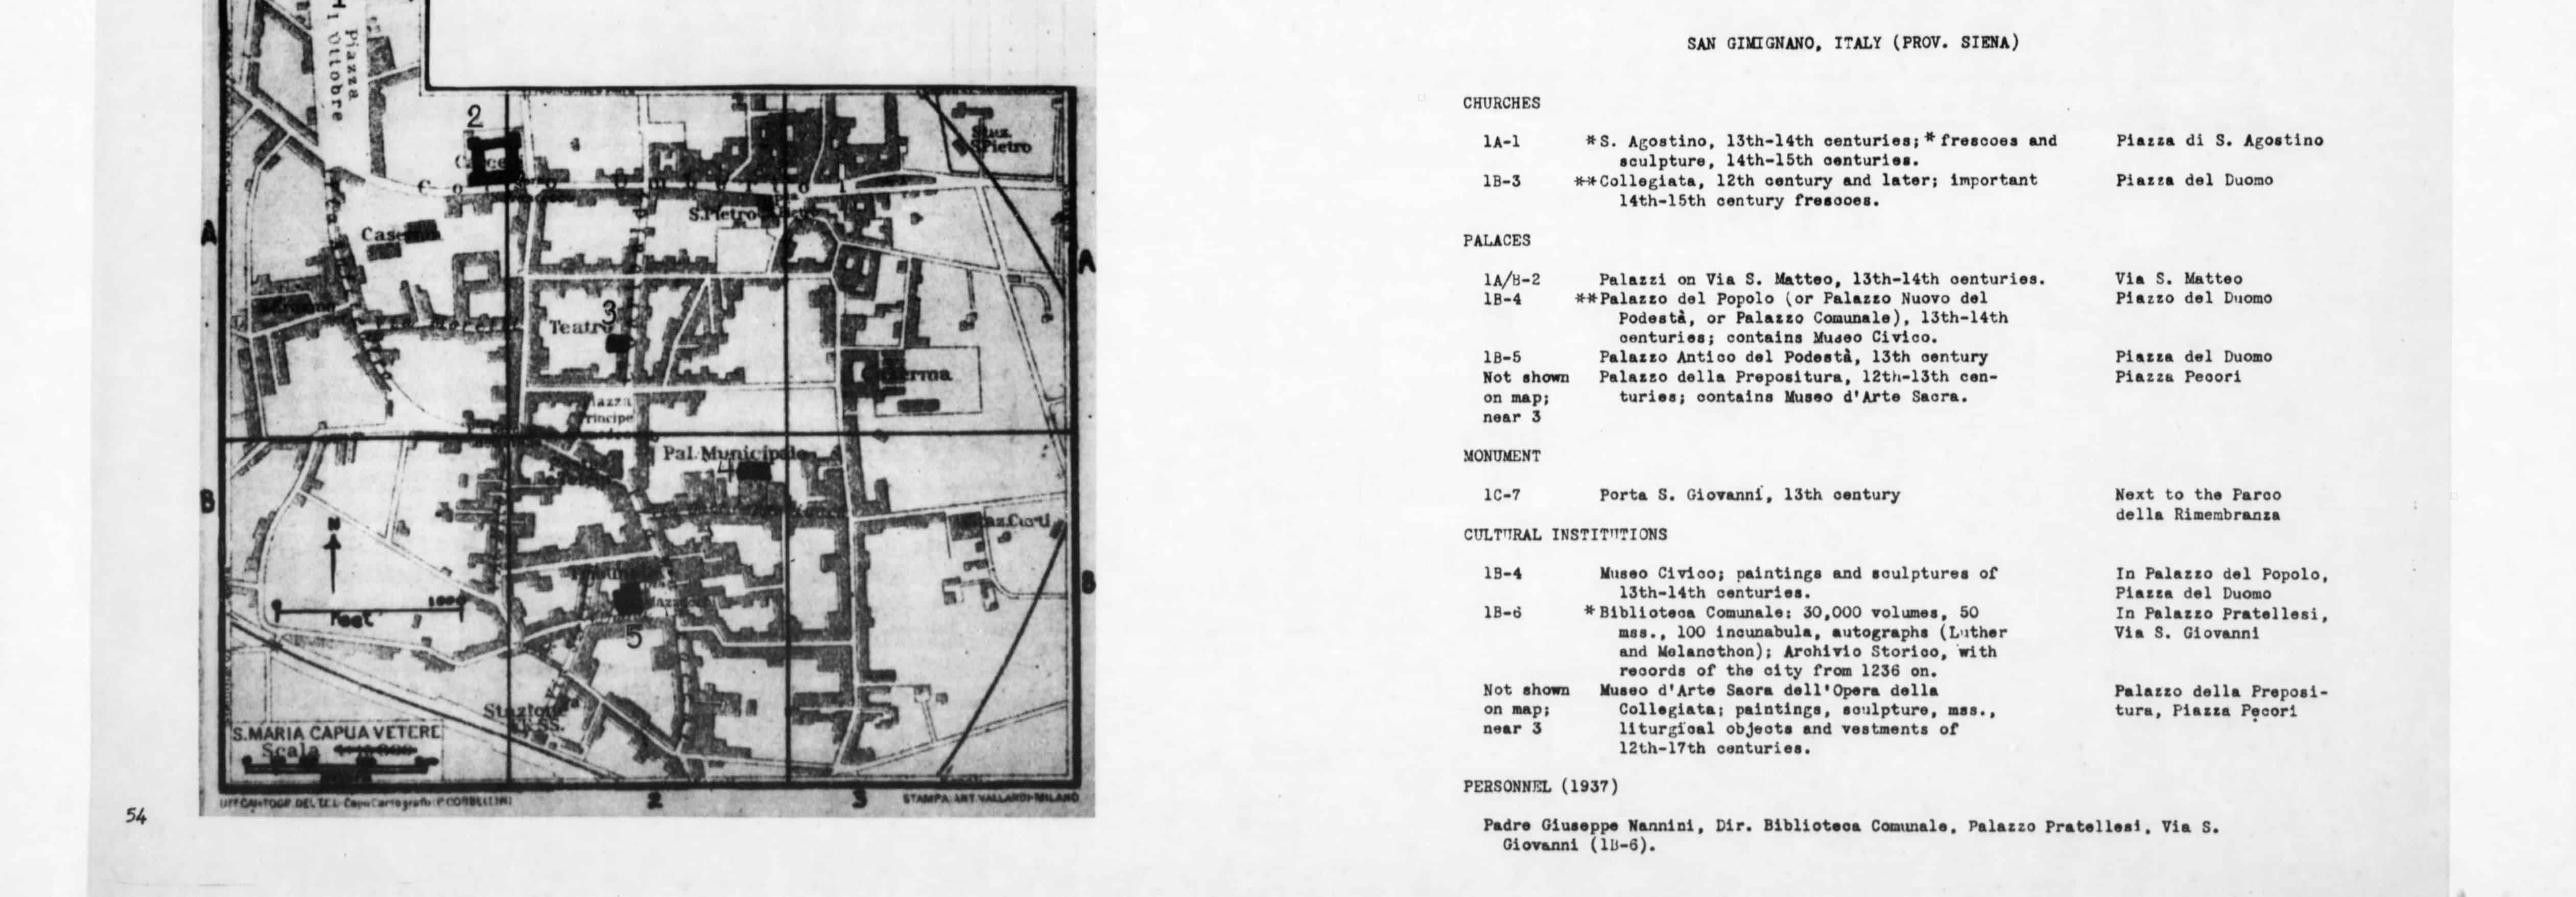 Piazza
I Ottobre
2
Carcere
Staz.
S.Pietro
Corso Umberto I
S.Pietro
A
A
Caserma
3
Teatro
Caserma
Piazza
Principe
Pal. Municipale
4
B
B
N
1000
Feet
5
Stazione
S. MARIA CAPUA VETERE
Scala
2
3
STAMPA. ANT. VALLARDI-MILANO
54
SAN GIMIGNANO, ITALY (PROV. SIENA)
CHURCHES
1A-1 *S. Agostino, 13th-14th centuries; * frescoes and Piazza di S. Agostino
sculpture, 14th-15th centuries.
1B-3 **Collegiata, 12th century and later; important Piazza del Duomo
14th-15th century frescoes.
PALACES
1A/B-2 Palazzi on Via S. Matteo, 13th-14th centuries. Via S. Matteo
1B-4 **Palazzo del Popolo (or Palazzo Nuovo del Piazzo del Duomo
Podestà, or Palazzo Comunale), 13th-14th
centuries; contains Museo Civico.
1B-5 Palazzo Antico del Podestà, 13th century Piazza del Duomo
Not shown Palazzo della Prepositura, 12th-13th cen- Piazza Pecori
on map; turies; contains Museo d'Arte Sacra.
near 3
MONUMENT
1C-7 Porta S. Giovanni, 13th century Next to the Parco
della Rimembranza
CULTURAL INSTITUTIONS
1B-4 Museo Civico; paintings and sculptures of In Palazzo del Popolo,
13th-14th centuries. Piazza del Duomo
1B-6 *Biblioteca Comunale: 30,000 volumes, 50 In Palazzo Pratellesi,
mss., 100 incunabula, autographs (Luther Via S. Giovanni
and Melancthon); Archivio Storico, with
records of the city from 1236 on.
Not shown Museo d'Arte Sacra dell'Opera della Palazzo della Preposi-
on map; Collegiata; paintings, sculpture, mss., tura, Piazza Pecori
near 3 liturgical objects and vestments of
12th-17th centuries.
PERSONNEL (1937)
Padre Giuseppe Nannini, Dir. Biblioteca Comunale, Palazzo Pratellesi, Via S.
Giovanni (1B-6).